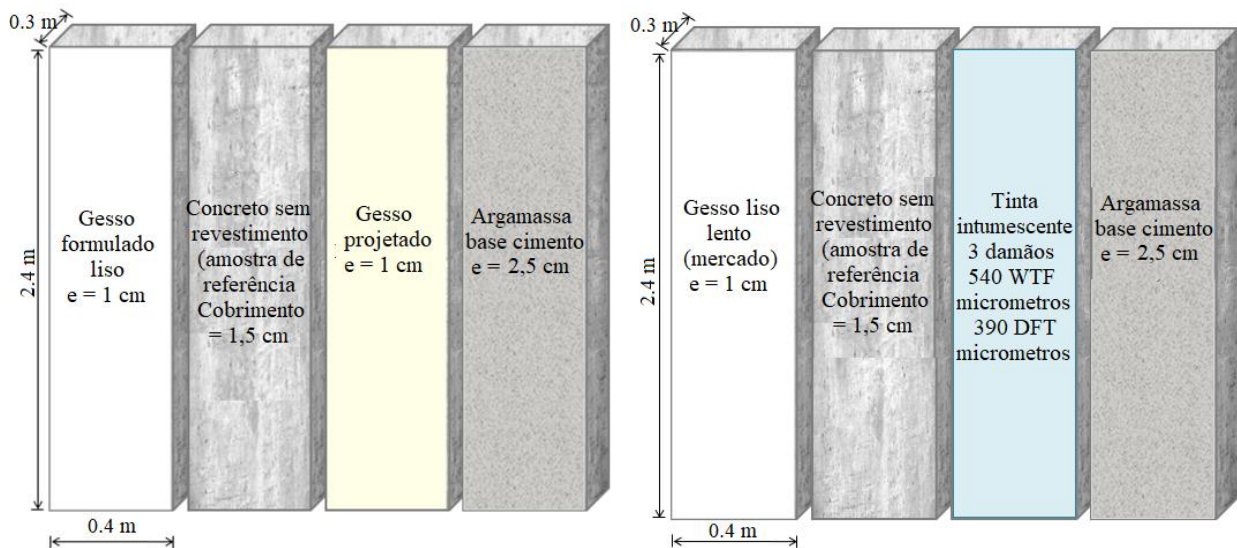 0.3 m
2.4 m
Gesso
formulado
liso
e = 1 cm
Concreto sem
revestimento
(amostra de
referência
Cobrimento
= 1,5 cm
Gesso
projetado
e = 1 cm
Argamassa
base cimento
e = 2,5 cm
0.4 m
0.3 m
2.4 m
Gesso liso
lento
(mercado)
e = 1 cm
Concreto sem
revestimento
(amostra de
referência
Cobrimento
= 1,5 cm
Tinta
intumescente
3 damãos
540 WTF
micrometros
390 DFT
micrometros
Argamassa
base cimento
e = 2,5 cm
0.4 m